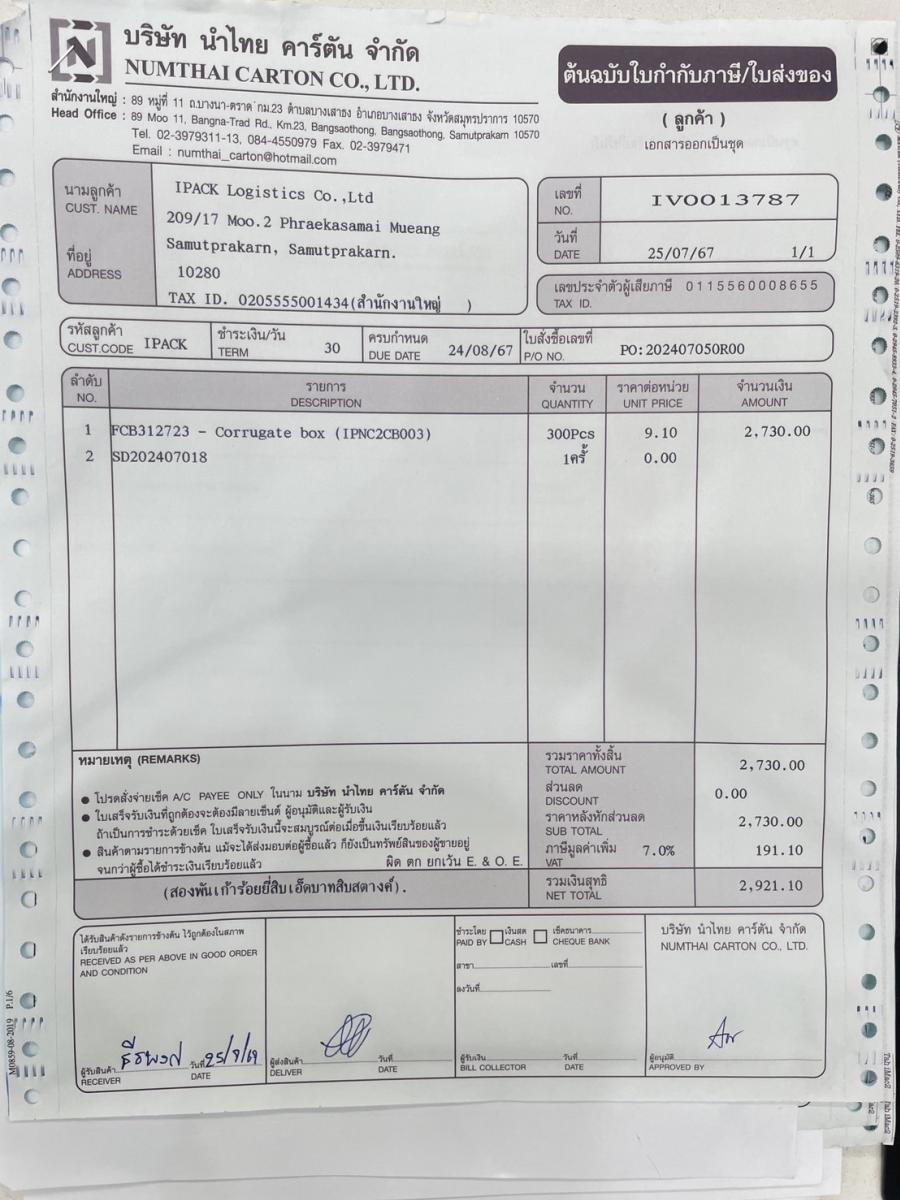 บริษัท นำไทย คาร์ตัน จำกัด
NUMTHAI CARTON CO., LTD.
สำนักงานใหญ่ : 89 หมู่ที่ 11 ถ.บางนา-ตราด กม.23 ตำบลบางเสาธง อำเภอบางเสาธง จังหวัดสมุทรปราการ 10570
Head Office : 89 Moo 11, Bangna-Trad Rd., Km.23, Bangsaothong, Bangsaothong, Samutprakarn 10570
Tel. 02-3979311-13, 084-4550979 Fax. 02-3979471
Email : numthai_carton@hotmail.com
ต้นฉบับใบกำกับภาษี/ใบส่งของ
( ลูกค้า )
เอกสารออกเป็นชุด
นามลูกค้า
CUST. NAME
IPACK Logistics Co.,Ltd
209/17 Moo.2 Phraekasamai Mueang
Samutprakarn, Samutprakarn.
ที่อยู่
ADDRESS
10280
TAX ID. 0205555001434(สำนักงานใหญ่ )
เลขที่
NO.
IV0013787
วันที่
DATE
25/07/67 1/1
เลขประจำตัวผู้เสียภาษี 0115560008655
TAX ID.
รหัสลูกค้า
CUST.CODE IPACK
ชำระเงิน/วัน
TERM 30
ครบกำหนด
DUE DATE 24/08/67
ใบสั่งซื้อเลขที่
P/O NO. PO:202407050R00
ลำดับ รายการ จำนวน ราคาต่อหน่วย จำนวนเงิน
NO. DESCRIPTION QUANTITY UNIT PRICE AMOUNT
1 FCB312723 - Corrugate box (IPNC2CB003) 300Pcs 9.10 2,730.00
2 SD202407018 1ครั้ 0.00
หมายเหตุ (REMARKS)
● โปรดสั่งจ่ายเช็ค A/C PAYEE ONLY ในนาม บริษัท นำไทย คาร์ตัน จำกัด
● ใบเสร็จรับเงินที่ถูกต้องจะต้องมีลายเซ็นต์ ผู้อนุมัติและผู้รับเงิน
ถ้าเป็นการชำระด้วยเช็ค ใบเสร็จรับเงินนี้จะสมบูรณ์ต่อเมื่อขึ้นเงินเรียบร้อยแล้ว
● สินค้าตามรายการข้างต้น แม้จะได้ส่งมอบต่อผู้ซื้อแล้ว ก็ยังเป็นทรัพย์สินของผู้ขายอยู่
จนกว่าผู้ซื้อได้ชำระเงินเรียบร้อยแล้ว ผิด ตก ยกเว้น E. & O. E.
รวมราคาทั้งสิ้น
TOTAL AMOUNT 2,730.00
ส่วนลด
DISCOUNT 0.00
ราคาหลังหักส่วนลด
SUB TOTAL 2,730.00
ภาษีมูลค่าเพิ่ม 7.0% 191.10
VAT
(สองพันเก้าร้อยยี่สิบเอ็ดบาทสิบสตางค์).
รวมเงินสุทธิ
NET TOTAL 2,921.10
ได้รับสินค้าดังรายการข้างต้น ไว้ถูกต้องในสภาพ
เรียบร้อยแล้ว
RECEIVED AS PER ABOVE IN GOOD ORDER
AND CONDITION
ผู้รับสินค้า ธีรพงศ์ วันที่ 25/7/67
RECEIVER DATE
ผู้ส่งสินค้า วันที่
DELIVER DATE
ชำระโดย เงินสด เช็คธนาคาร
PAID BY CASH CHEQUE BANK
สาขา เลขที่
ลงวันที่
ผู้รับเงิน วันที่
BILL COLLECTOR DATE
บริษัท นำไทย คาร์ตัน จำกัด
NUMTHAI CARTON CO., LTD.
ผู้อนุมัติ
APPROVED BY
M0859-08-2019 P.1/6